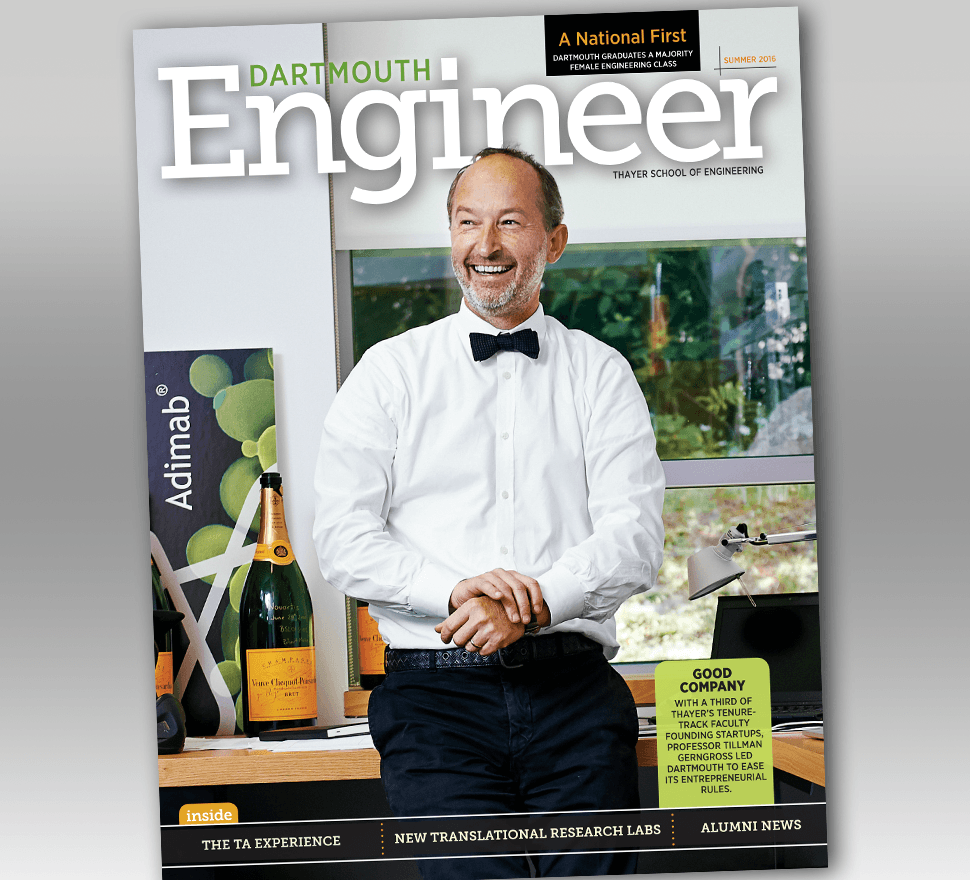 A National First
DARTMOUTH GRADUATES A MAJORITY
FEMALE ENGINEERING CLASS
SUMMER 2016
DARTMOUTH
Engineer
THAYER SCHOOL OF ENGINEERING
Adimab®
CHAMPAGNE
Veuve Clicquot Ponsardin
BRUT
GOOD
COMPANY
WITH A THIRD OF
THAYER'S TENURE-
TRACK FACULTY
FOUNDING STARTUPS,
PROFESSOR TILLMAN
GERNGROSS LED
DARTMOUTH TO EASE
ITS ENTREPRENEURIAL
RULES.
inside
THE TA EXPERIENCE
NEW TRANSLATIONAL RESEARCH LABS
ALUMNI NEWS